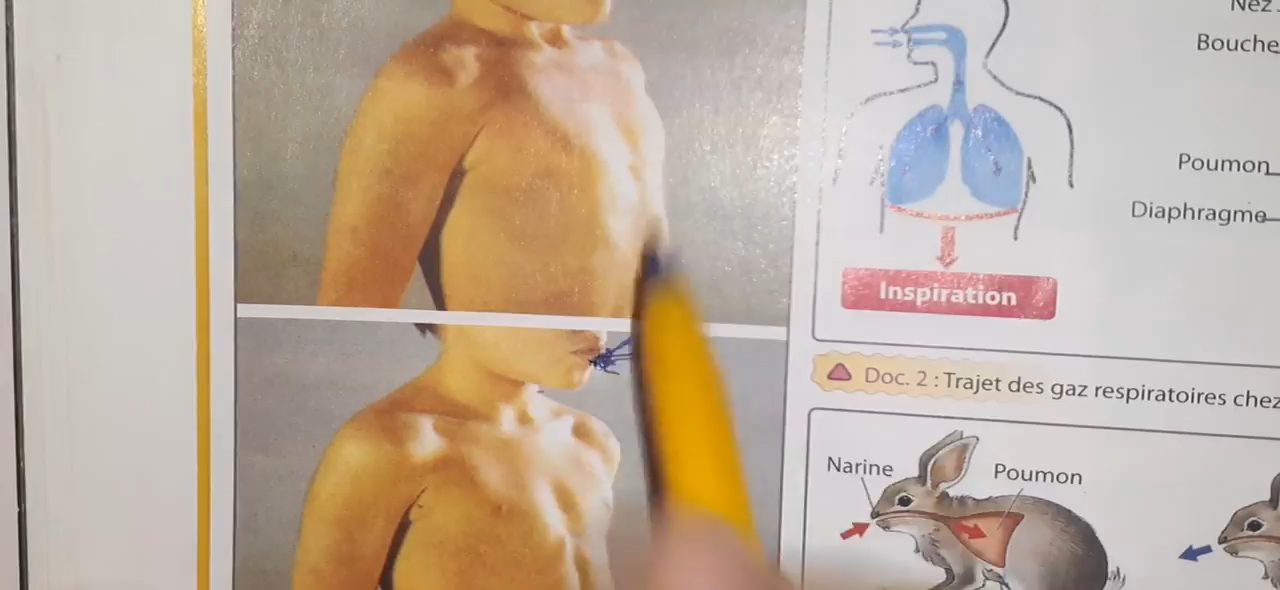 Nez
Bouche
Poumon
Diaphragme
Inspiration
Doc. 2 : Trajet des gaz respiratoires chez
Narine
Poumon